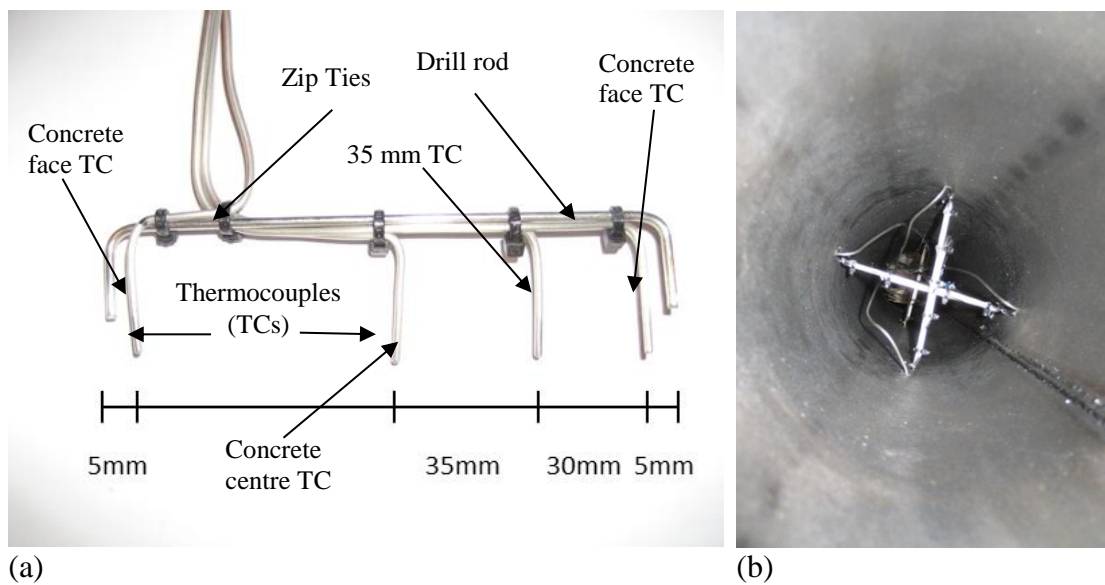 Zip Ties
Drill rod
Concrete
face TC
Concrete
face TC
35 mm TC
Thermocouples
(TCs)
Concrete
centre TC
5mm
35mm
30mm
5mm
(a)
(b)